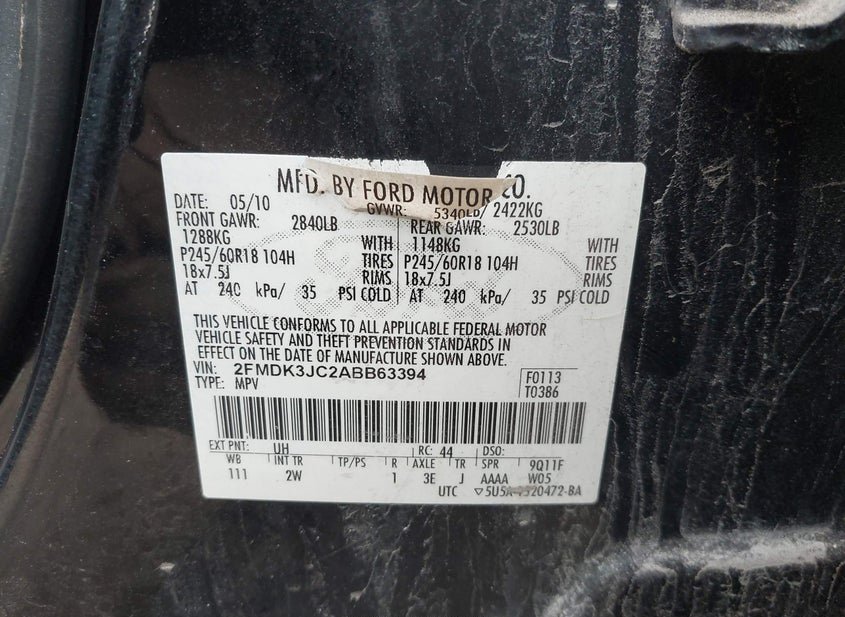 MFD. BY FORD MOTOR CO.
DATE: 05/10 GVWR: 5340LB/2422KG
FRONT GAWR: 2840LB REAR GAWR: 2530LB
1288KG WITH 1148KG WITH
P245/60R18 104H TIRES P245/60R18 104H TIRES
18x7.5J RIMS 18x7.5J RIMS
AT 240 kPa/ 35 PSI COLD AT 240 kPa/ 35 PSI COLD
THIS VEHICLE CONFORMS TO ALL APPLICABLE FEDERAL MOTOR
VEHICLE SAFETY AND THEFT PREVENTION STANDARDS IN
EFFECT ON THE DATE OF MANUFACTURE SHOWN ABOVE.
VIN: 2FMDK3JC2ABB63394 F0113
TYPE: MPV T0386
EXT PNT: UH RC: 44 DSO:
WB INT TR TP/PS R AXLE TR SPR 9Q11F
111 2W 1 3E J AAAA W05
UTC ▽5U5A-1520472-BA